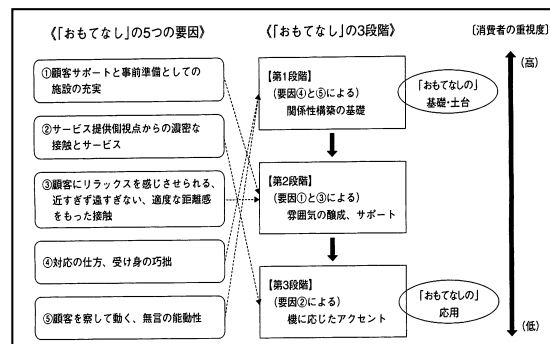 《「おもてなし」の5つの要因》
①顧客サポートと事前準備としての
施設の充実
②サービス提供側視点からの濃密な
接触とサービス
③顧客にリラックスを感じさせられる、
近すぎず遠すぎない、適度な距離感
をもった接触
④対応の仕方、受け身の巧拙
⑤顧客を察して動く、無言の能動性
《「おもてなし」の3段階》
【第1段階】
(要因④と⑤による)
関係性構築の基礎
「おもてなしの」
基礎・土台
【第2段階】
(要因①と③による)
雰囲気の醸成、サポート
【第3段階】
(要因②による)
機に応じたアクセント
「おもてなしの」
応用
〔消費者の重視度〕
(高)
(低)